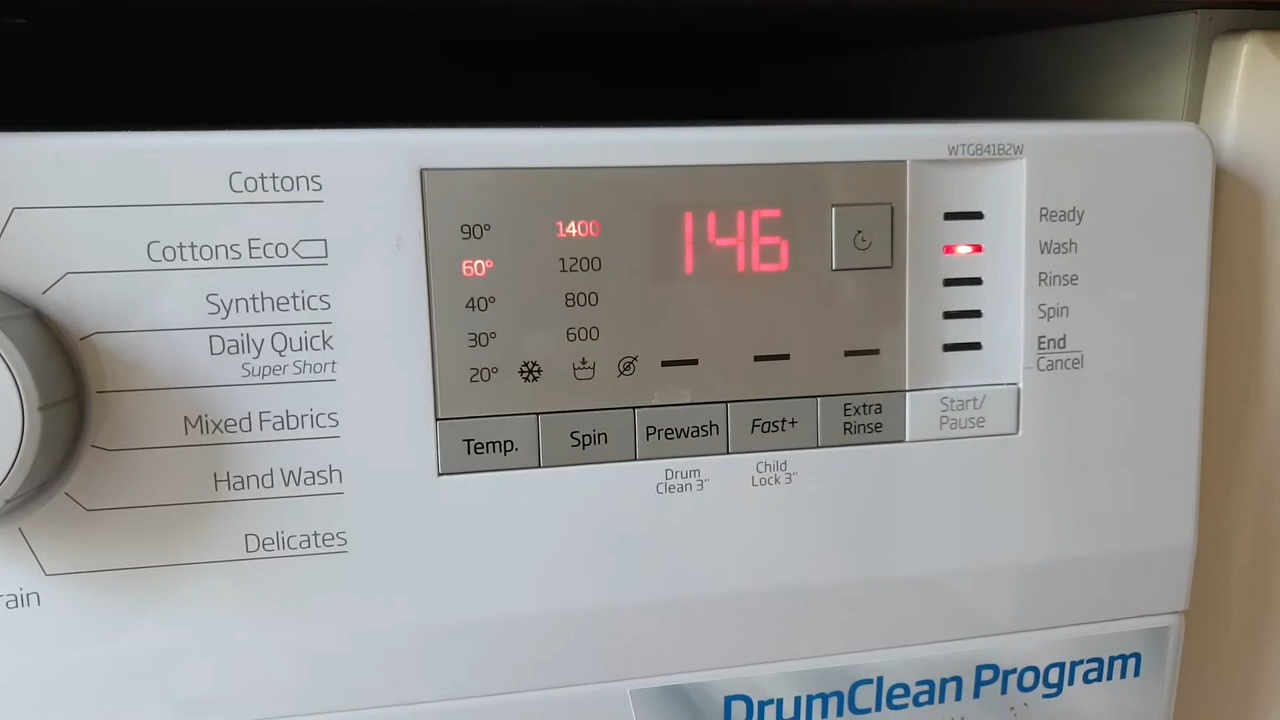 WTG841B2W
Cottons
Cottons Eco
Synthetics
Daily Quick
Super Short
Mixed Fabrics
Hand Wash
Delicates
rain
90°
60°
40°
30°
20°
1400
1200
800
600
146
Ready
Wash
Rinse
Spin
End
Cancel
Temp.
Spin
Prewash
Fast+
Extra
Rinse
Start/
Pause
Drum
Clean 3"
Child
Lock 3"
DrumClean Program